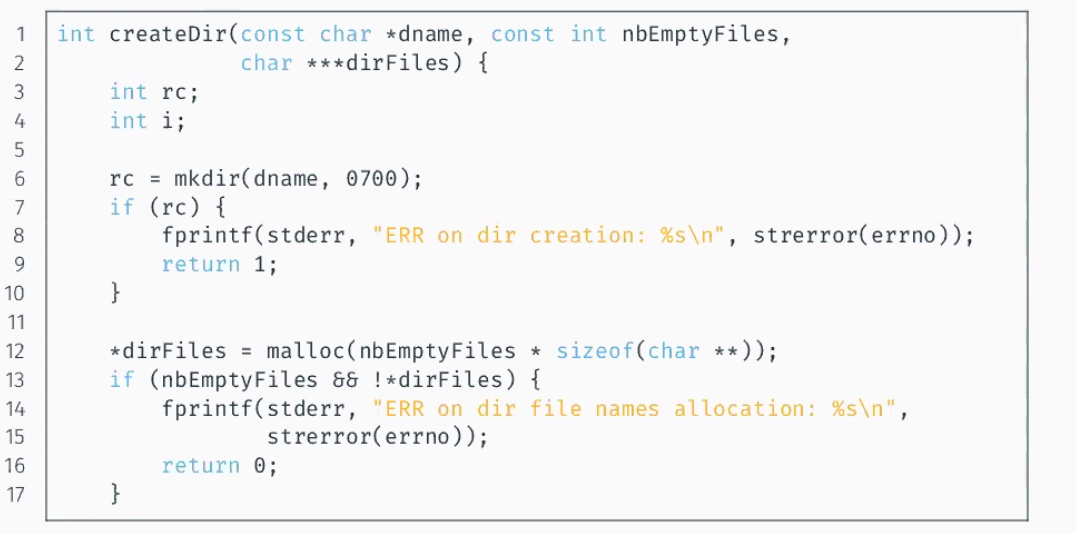 1 int createDir(const char *dname, const int nbEmptyFiles,
2               char ***dirFiles) {
3     int rc;
4     int i;
5
6     rc = mkdir(dname, 0700);
7     if (rc) {
8         fprintf(stderr, "ERR on dir creation: %s\n", strerror(errno));
9         return 1;
10     }
11
12     *dirFiles = malloc(nbEmptyFiles * sizeof(char **));
13     if (nbEmptyFiles && !*dirFiles) {
14         fprintf(stderr, "ERR on dir file names allocation: %s\n",
15                 strerror(errno));
16         return 0;
17     }